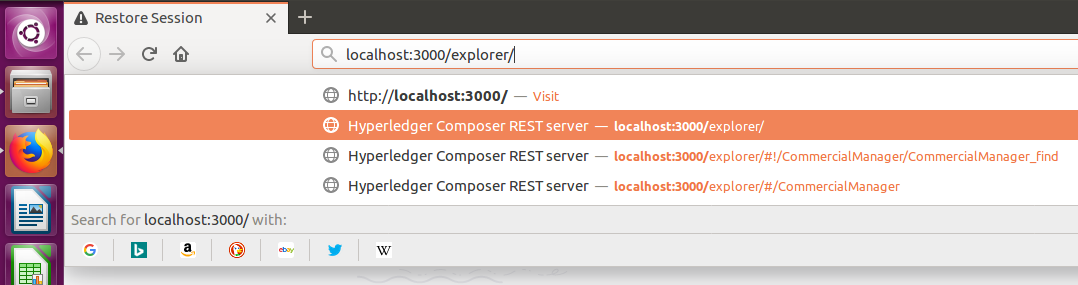 Restore Session
localhost:3000/explorer/
http://localhost:3000/ — Visit
Hyperledger Composer REST server — localhost:3000/explorer/
Hyperledger Composer REST server — localhost:3000/explorer/#!/CommercialManager/CommercialManager_find
Hyperledger Composer REST server — localhost:3000/explorer/#/CommercialManager
Search for localhost:3000/ with:
G b a ebay W